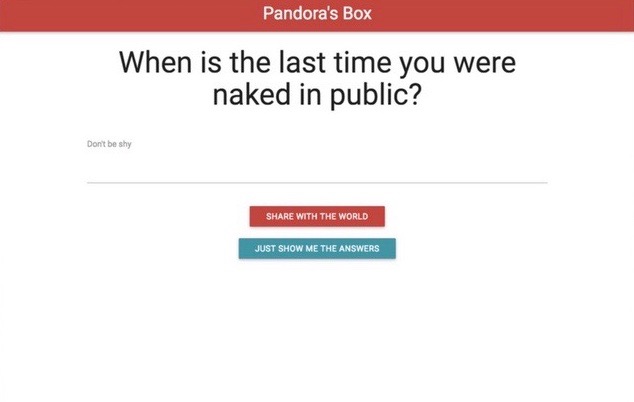 Pandora's Box
When is the last time you were
naked in public?
Don't be shy
SHARE WITH THE WORLD
JUST SHOW ME THE ANSWERS